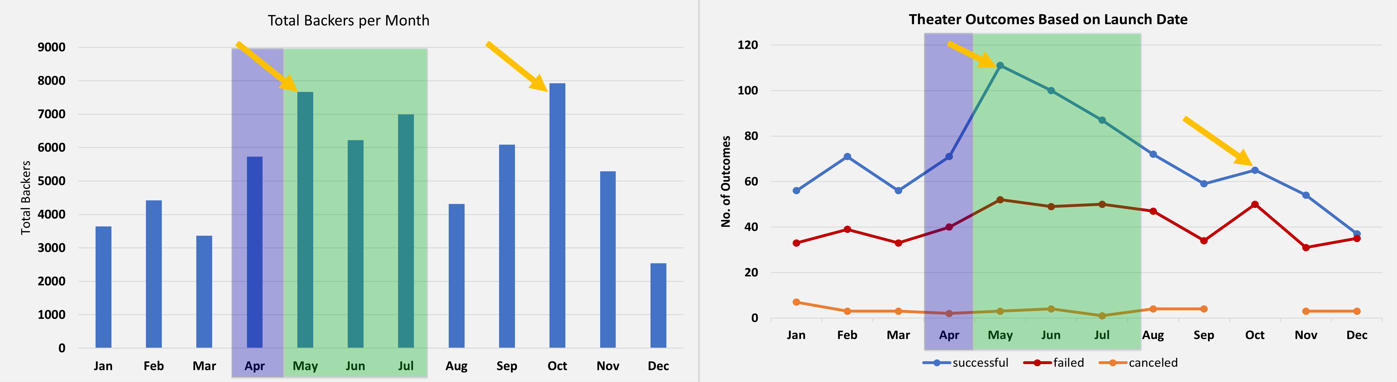 Total Backers per Month
9000
8000
7000
6000
5000
4000
3000
2000
1000
0
Total Backers
Jan Feb Mar Apr May Jun Jul Aug Sep Oct Nov Dec
Theater Outcomes Based on Launch Date
120
100
80
60
40
20
0
No. of Outcomes
Jan Feb Mar Apr May Jun Jul Aug Sep Oct Nov Dec
successful failed canceled